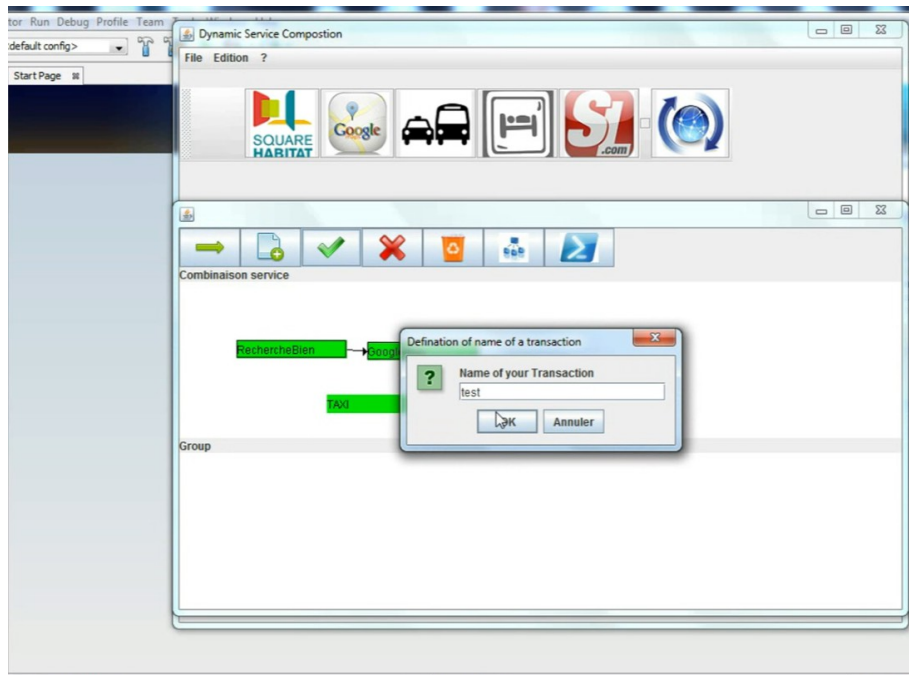 tor Run Debug Profile Team
<default config>
Start Page
Dynamic Service Compostion
File Edition ?
SQUARE
HABITAT
Google
S!
.com
Combinaison service
RechercheBien
Googl
TAXI
Defination of name of a transaction
?
Name of your Transaction
test
OK
Annuler
Group